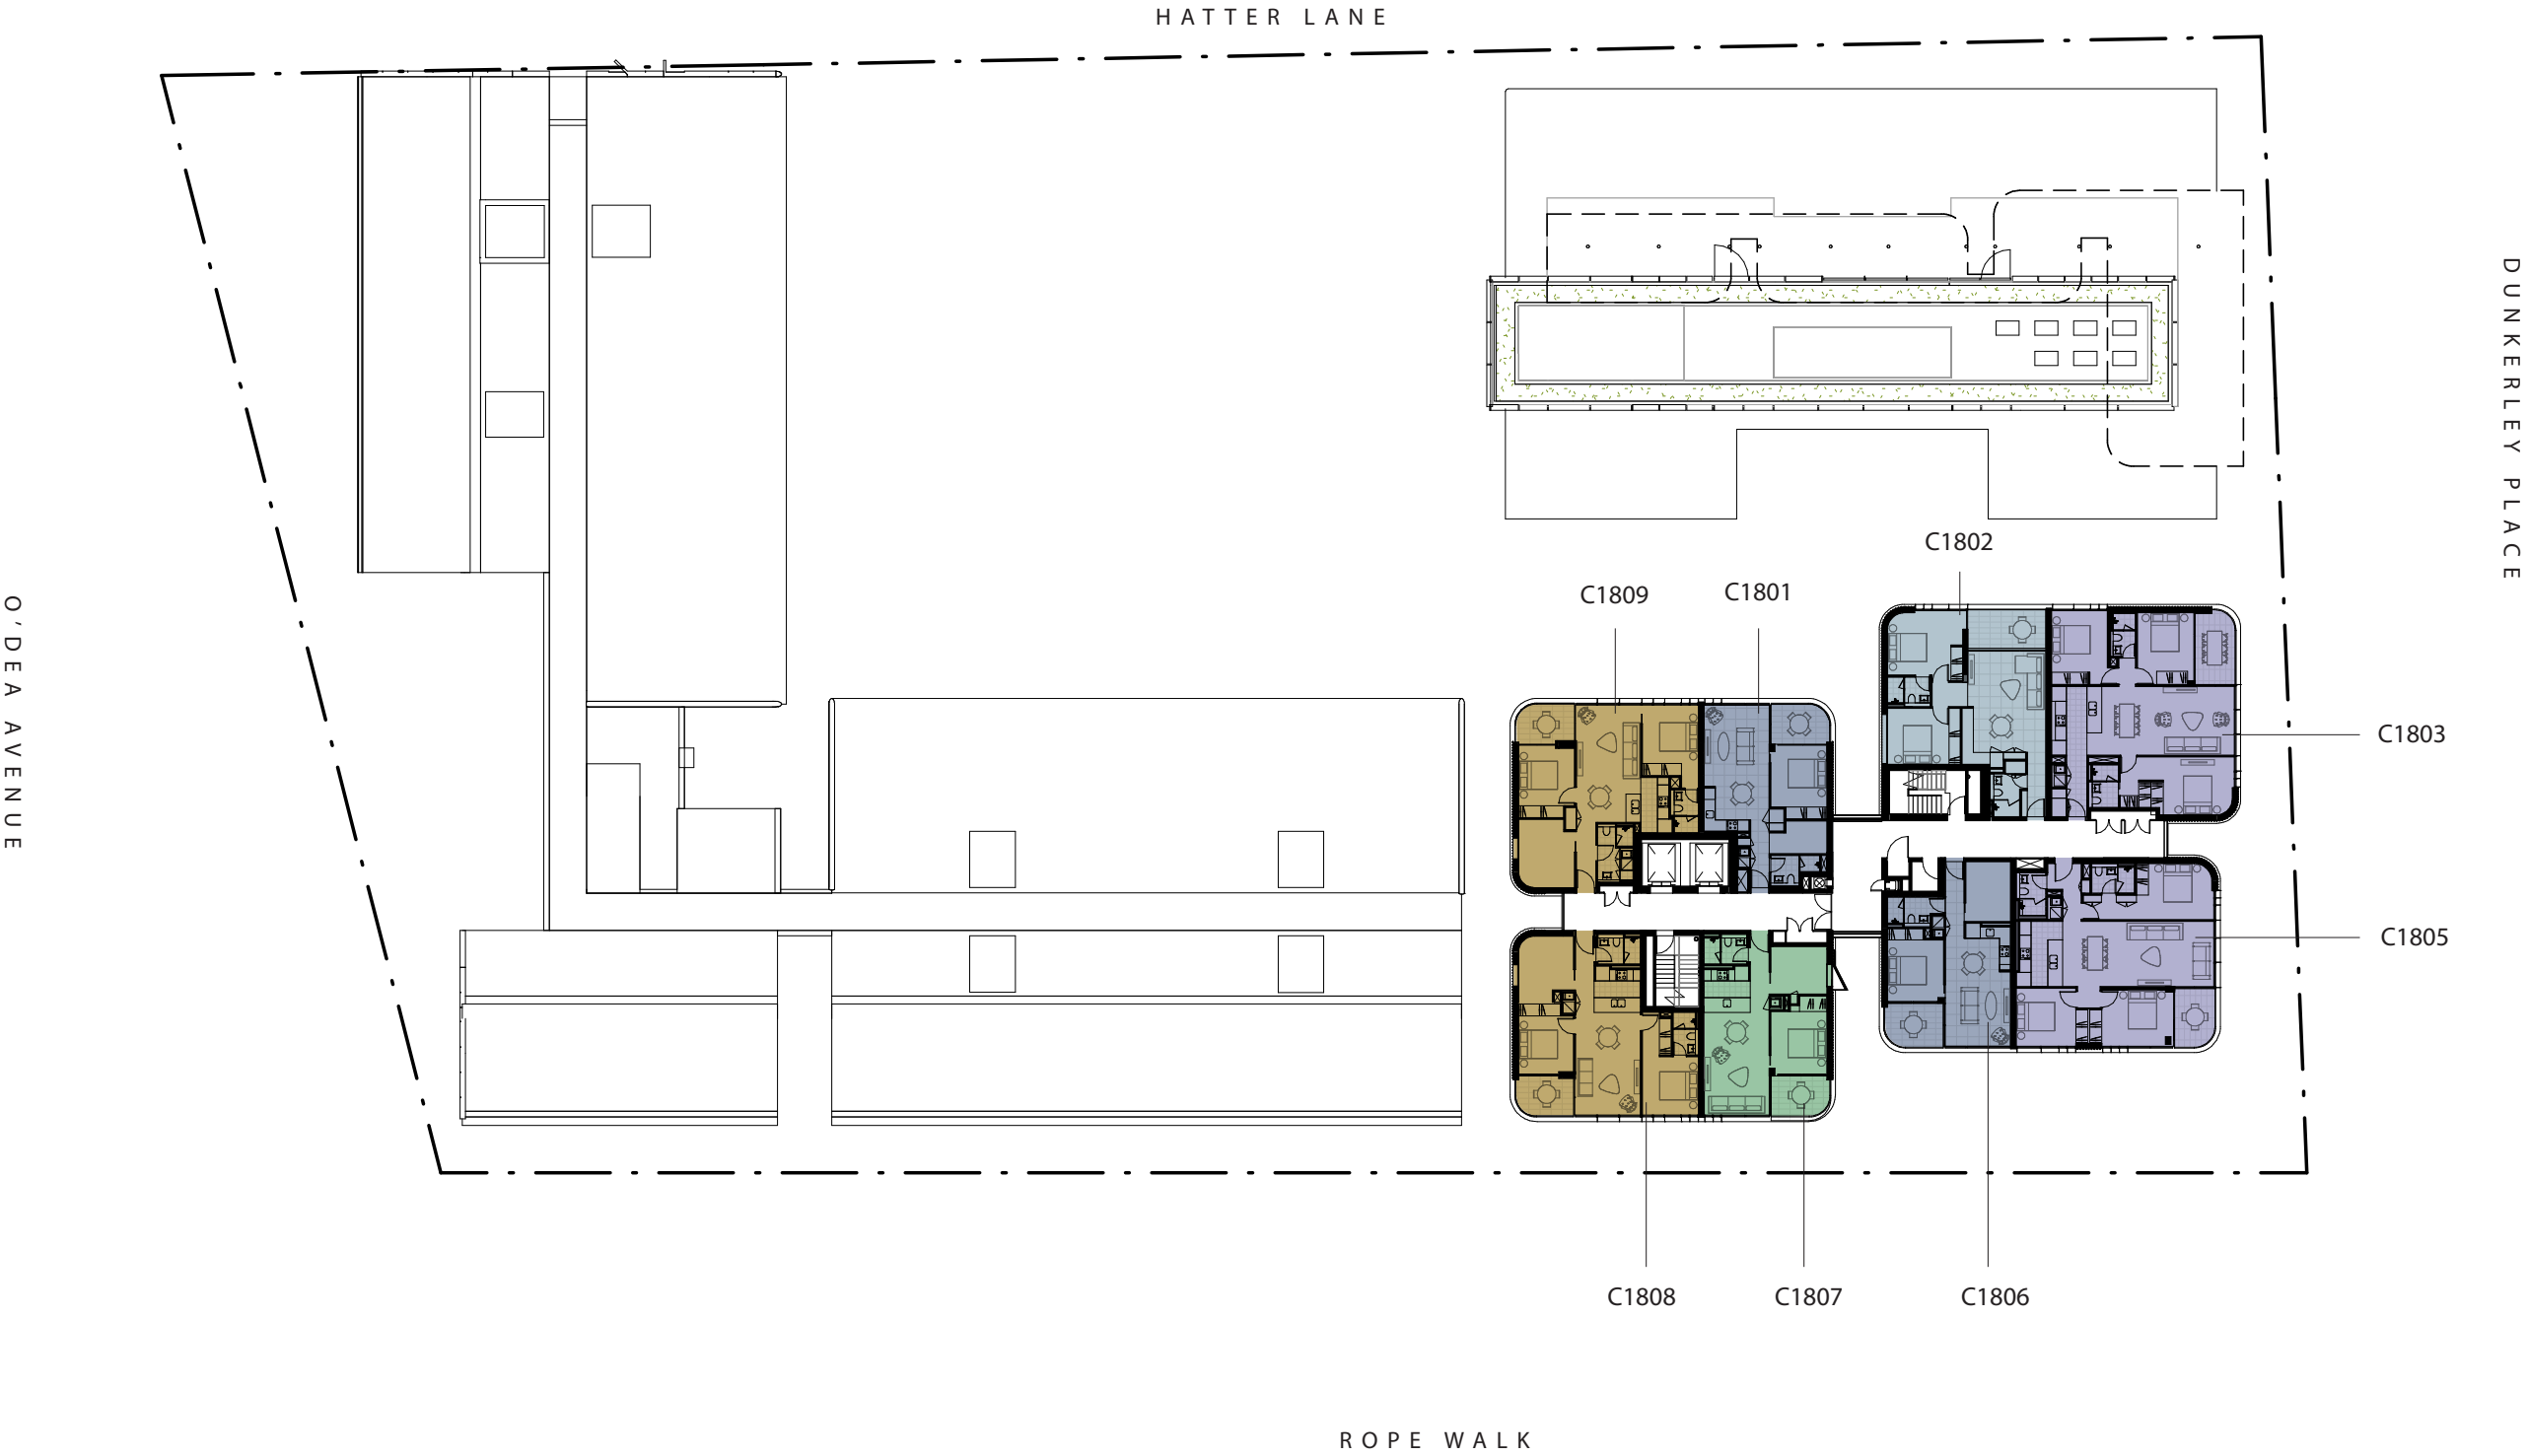 HATTER LANE
DUNKERLEY PLACE
C1802
C1809
C1801
O'DEA AVENUE
C1803
C1805
C1808
C1807
C1806
ROPE WALK